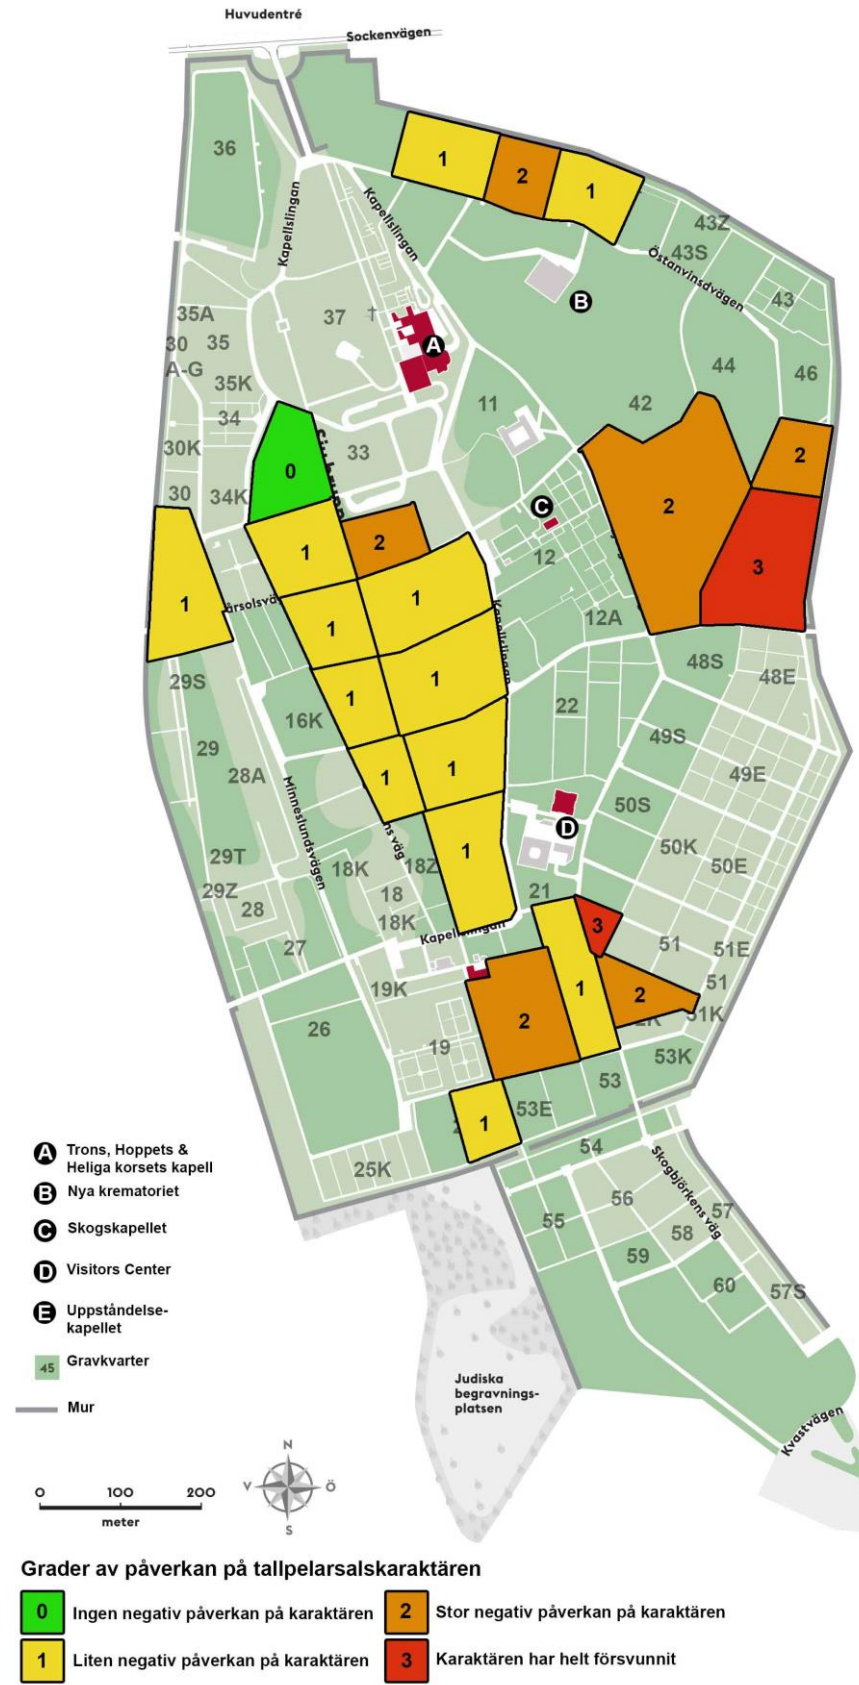 Huvudentré
Sockenvägen
36
1
2
1
Kapellslingan
Kapellslingan
43Z
43S
Östanvindsvägen
43
B
35A
37
A
30
A-G
35
35K
44
46
34
11
42
30K
33
2
0
30
34K
2
C
3
1
2
12
1
1
1
12A
1
Kapellslingan
48S
48E
29S
1
1
22
16K
49S
29
28A
49E
1
1
50S
Minneslundsvägen
D
50K
50E
29T
18K
18Z
1
29Z
28
18
21
18K
3
51
51E
27
51
19K
1
2
51K
26
2
19
53K
53
53E
1
54
25K
Skogbjörkens väg
56
57
55
58
59
60
57S
Kvastvägen
A Trons, Hoppets &
Heliga korsets kapell
B Nya krematoriet
C Skogskapellet
D Visitors Center
E Uppståndelse-
kapellet
45 Gravkvarter
Mur
Judiska
begravnings-
platsen
N
V Ö
S
0 100 200
meter
Grader av påverkan på tallpelarsalskaraktären
0 Ingen negativ påverkan på karaktären
2 Stor negativ påverkan på karaktären
1 Liten negativ påverkan på karaktären
3 Karaktären har helt försvunnit